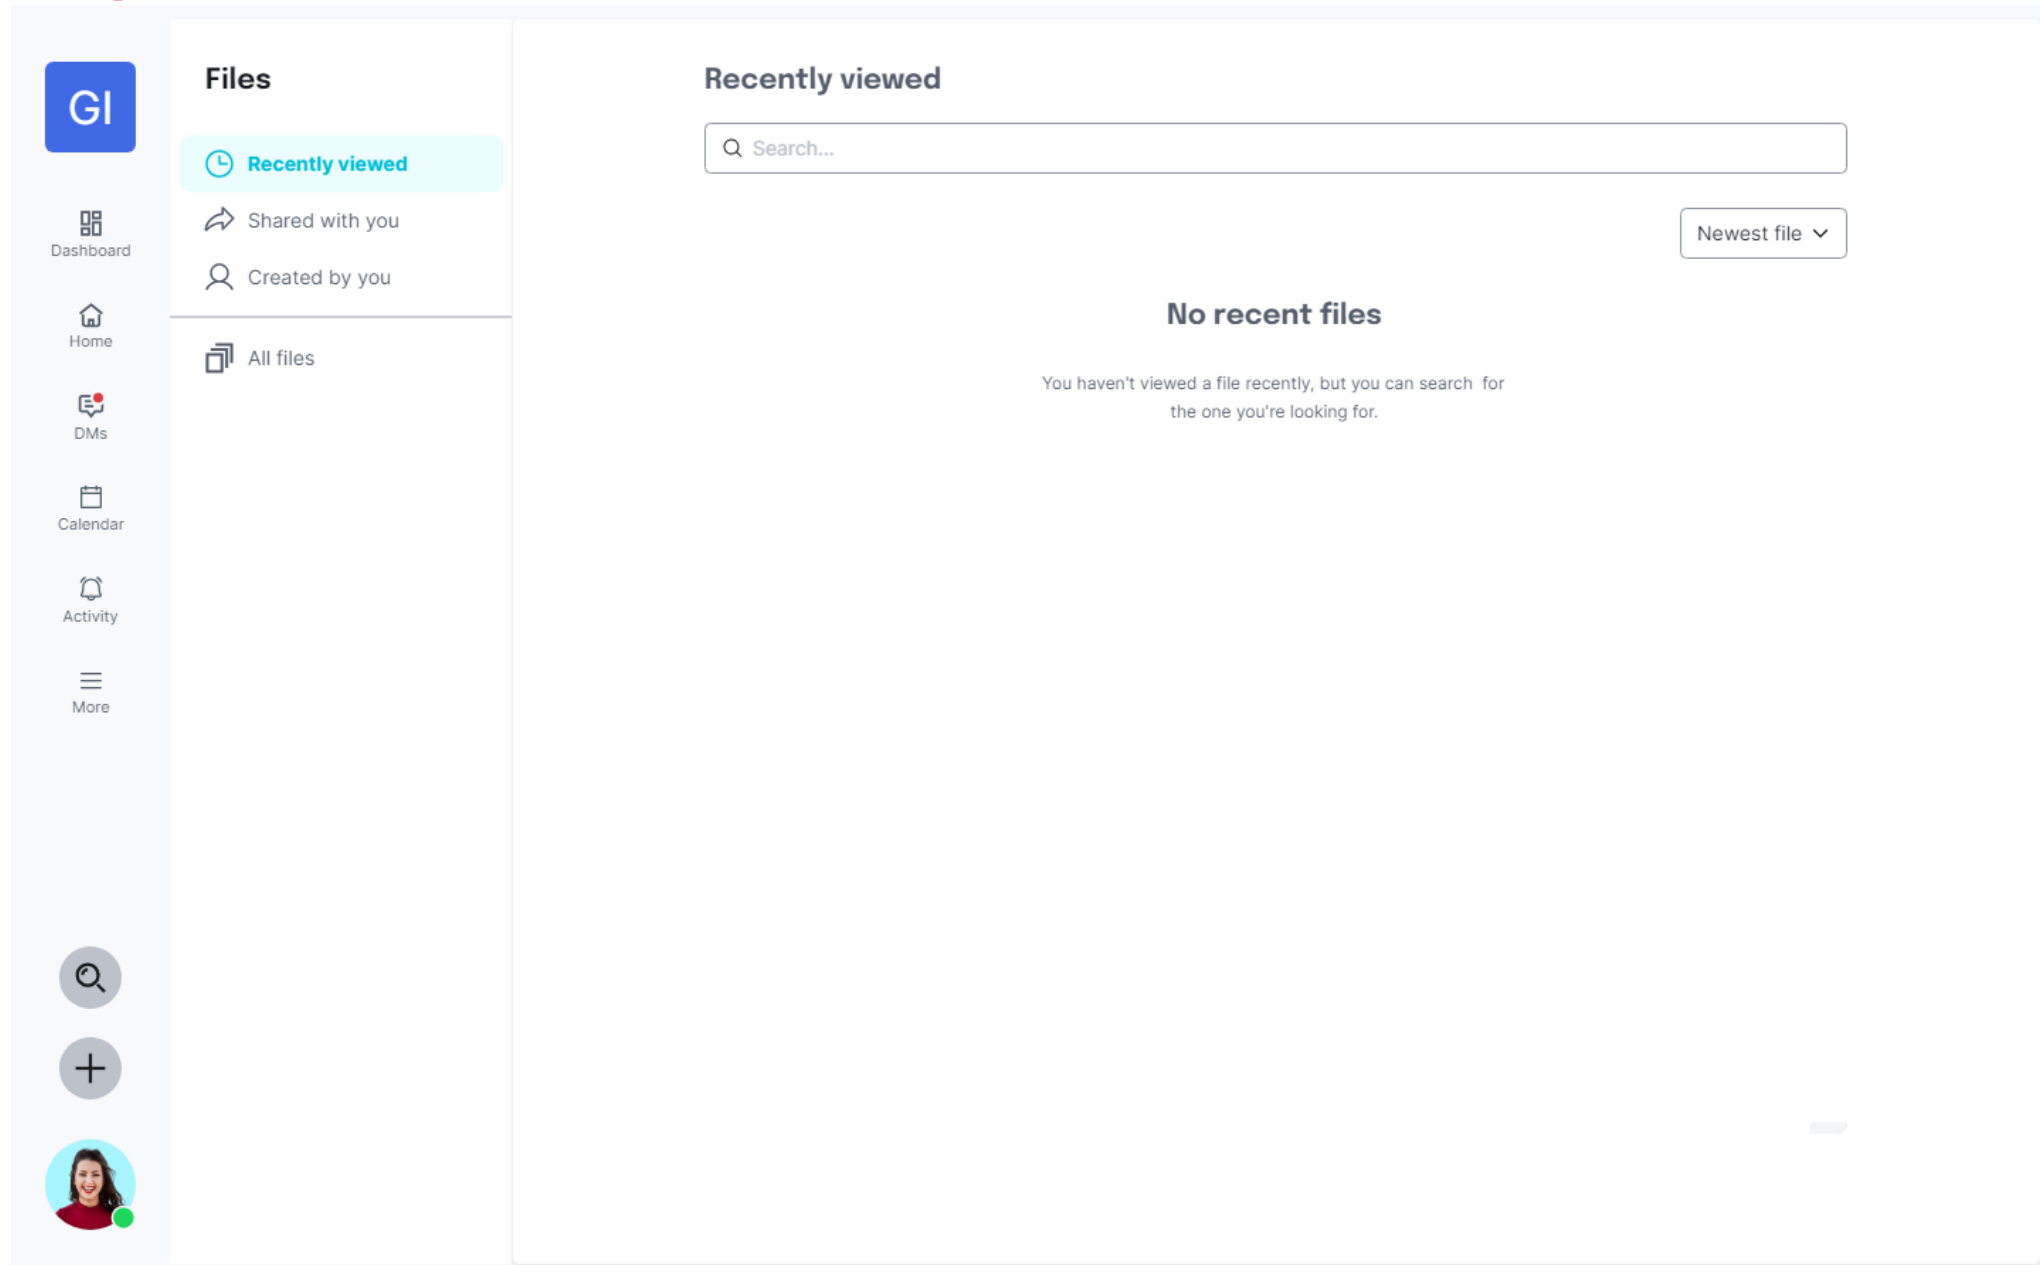 GI
Dashboard
Home
DMs
Calendar
Activity
More
Files
Recently viewed
Shared with you
Created by you
All files
Recently viewed
Search...
Newest file
No recent files
You haven't viewed a file recently, but you can search for
the one you're looking for.